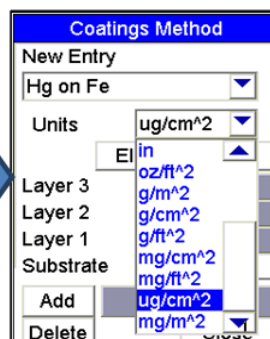 Coatings Method
New Entry
Hg on Fe
Units
ug/cm^2
El
in
oz/ft^2
g/m^2
g/cm^2
g/ft^2
mg/cm^2
mg/ft^2
ug/cm^2
mg/m^2
Layer 3
Layer 2
Layer 1
Substrate
Add
Delete
Close